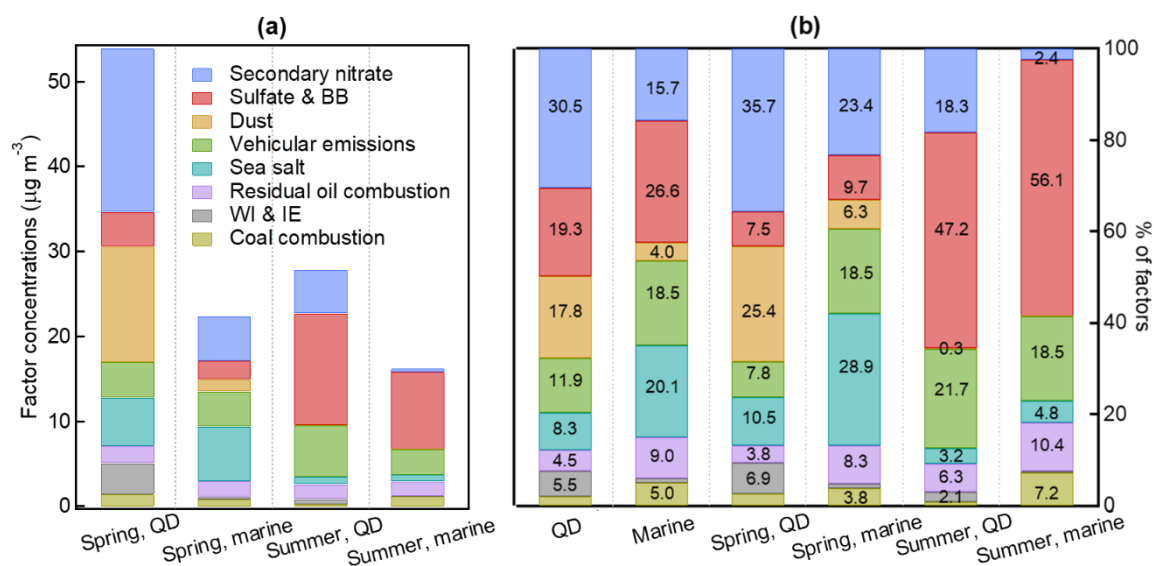 (a)
Factor concentrations (μg m⁻³)
50
40
30
20
10
0
Secondary nitrate
Sulfate & BB
Dust
Vehicular emissions
Sea salt
Residual oil combustion
WI & IE
Coal combustion
Spring, QD
Spring, marine
Summer, QD
Summer, marine
(b)
30.5
19.3
17.8
11.9
8.3
4.5
5.5
15.7
26.6
4.0
18.5
20.1
9.0
5.0
35.7
7.5
25.4
7.8
10.5
3.8
6.9
23.4
9.7
6.3
18.5
28.9
8.3
3.8
18.3
47.2
0.3
21.7
3.2
6.3
2.1
2.4
56.1
18.5
4.8
10.4
7.2
100
80
60
40
20
0
% of factors
QD
Marine
Spring, QD
Spring, marine
Summer, QD
Summer, marine